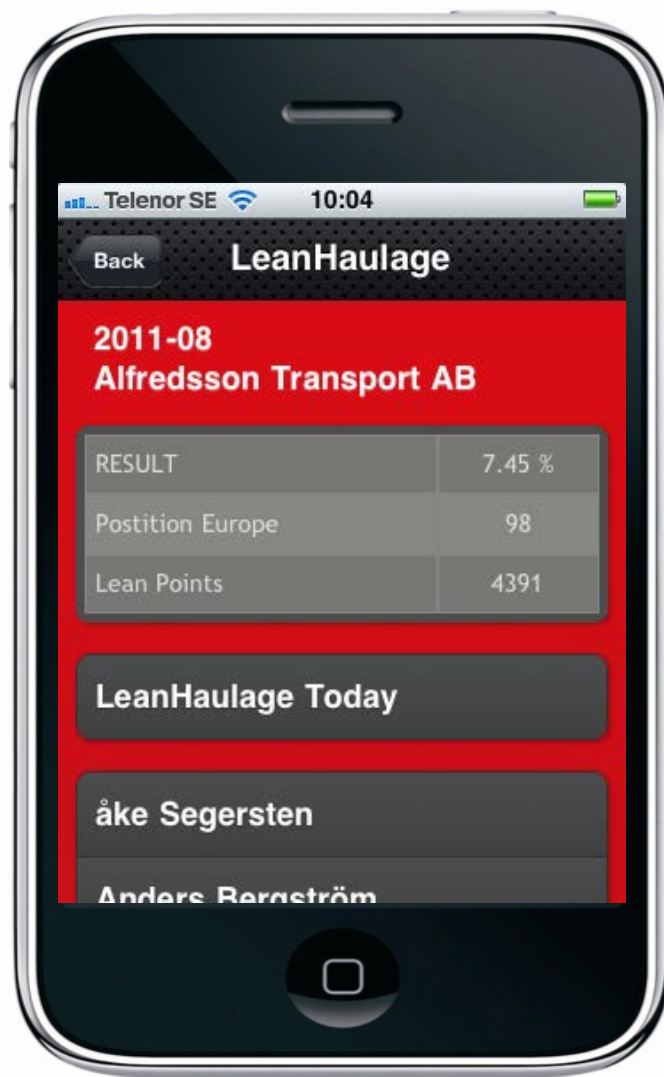 Telenor SE 10:04
Back LeanHaulage
2011-08
Alfredsson Transport AB
RESULT 7.45 %
Postition Europe 98
Lean Points 4391
LeanHaulage Today
åke Segersten
Anders Bergström